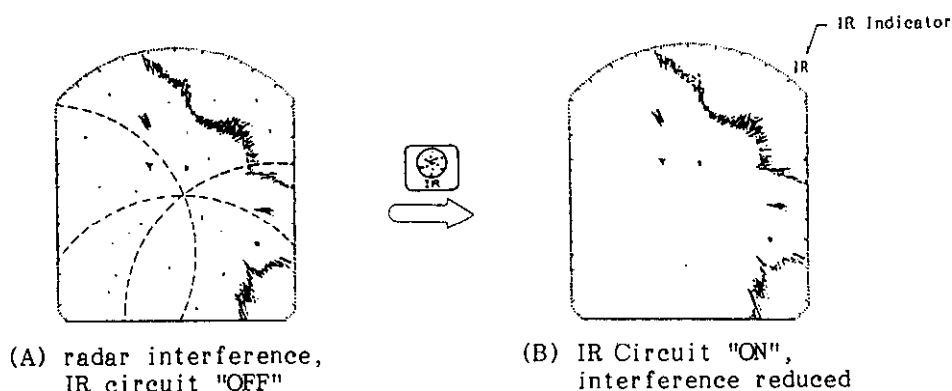 IR Indicator
IR
IR
(A) radar interference,
IR circuit "OFF"
(B) IR Circuit "ON",
interference reduced